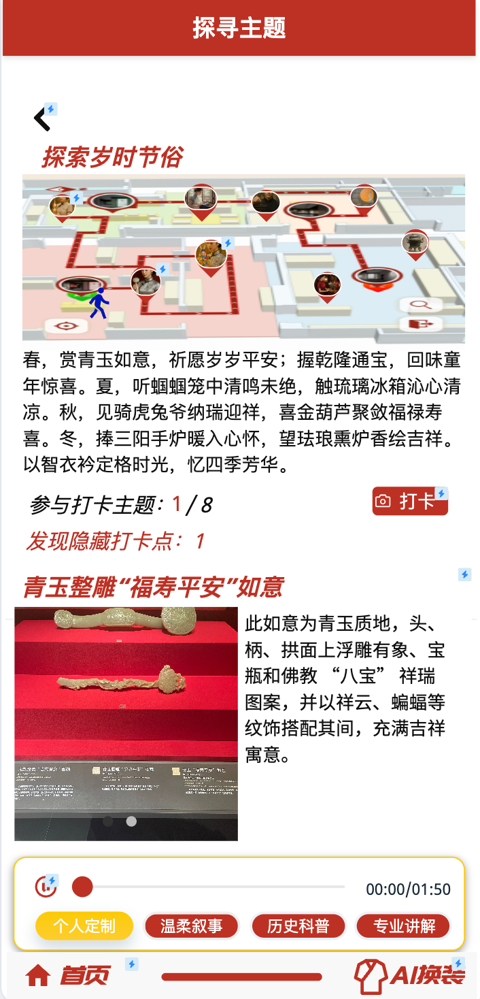 探寻主题
探索岁时节俗
春，赏青玉如意，祈愿岁岁平安；握乾隆通宝，回味童
年惊喜。夏，听蝈蝈笼中清鸣未绝，触琉璃冰箱沁心清
凉。秋，见骑虎兔爷纳瑞迎祥，喜金葫芦聚敛福禄寿
喜。冬，捧三阳手炉暖入心怀，望珐琅熏炉香绘吉祥。
以智衣衿定格时光，忆四季芳华。
参与打卡主题：1/8
打卡
发现隐藏打卡点：1
青玉整雕“福寿平安”如意
此如意为青玉质地，头、
柄、拱面上浮雕有象、宝
瓶和佛教 “八宝” 祥瑞
图案，并以祥云、蝙蝠等
纹饰搭配其间，充满吉祥
寓意。
00:00/01:50
个人定制 温柔叙事 历史科普 专业讲解
首页 AI换装